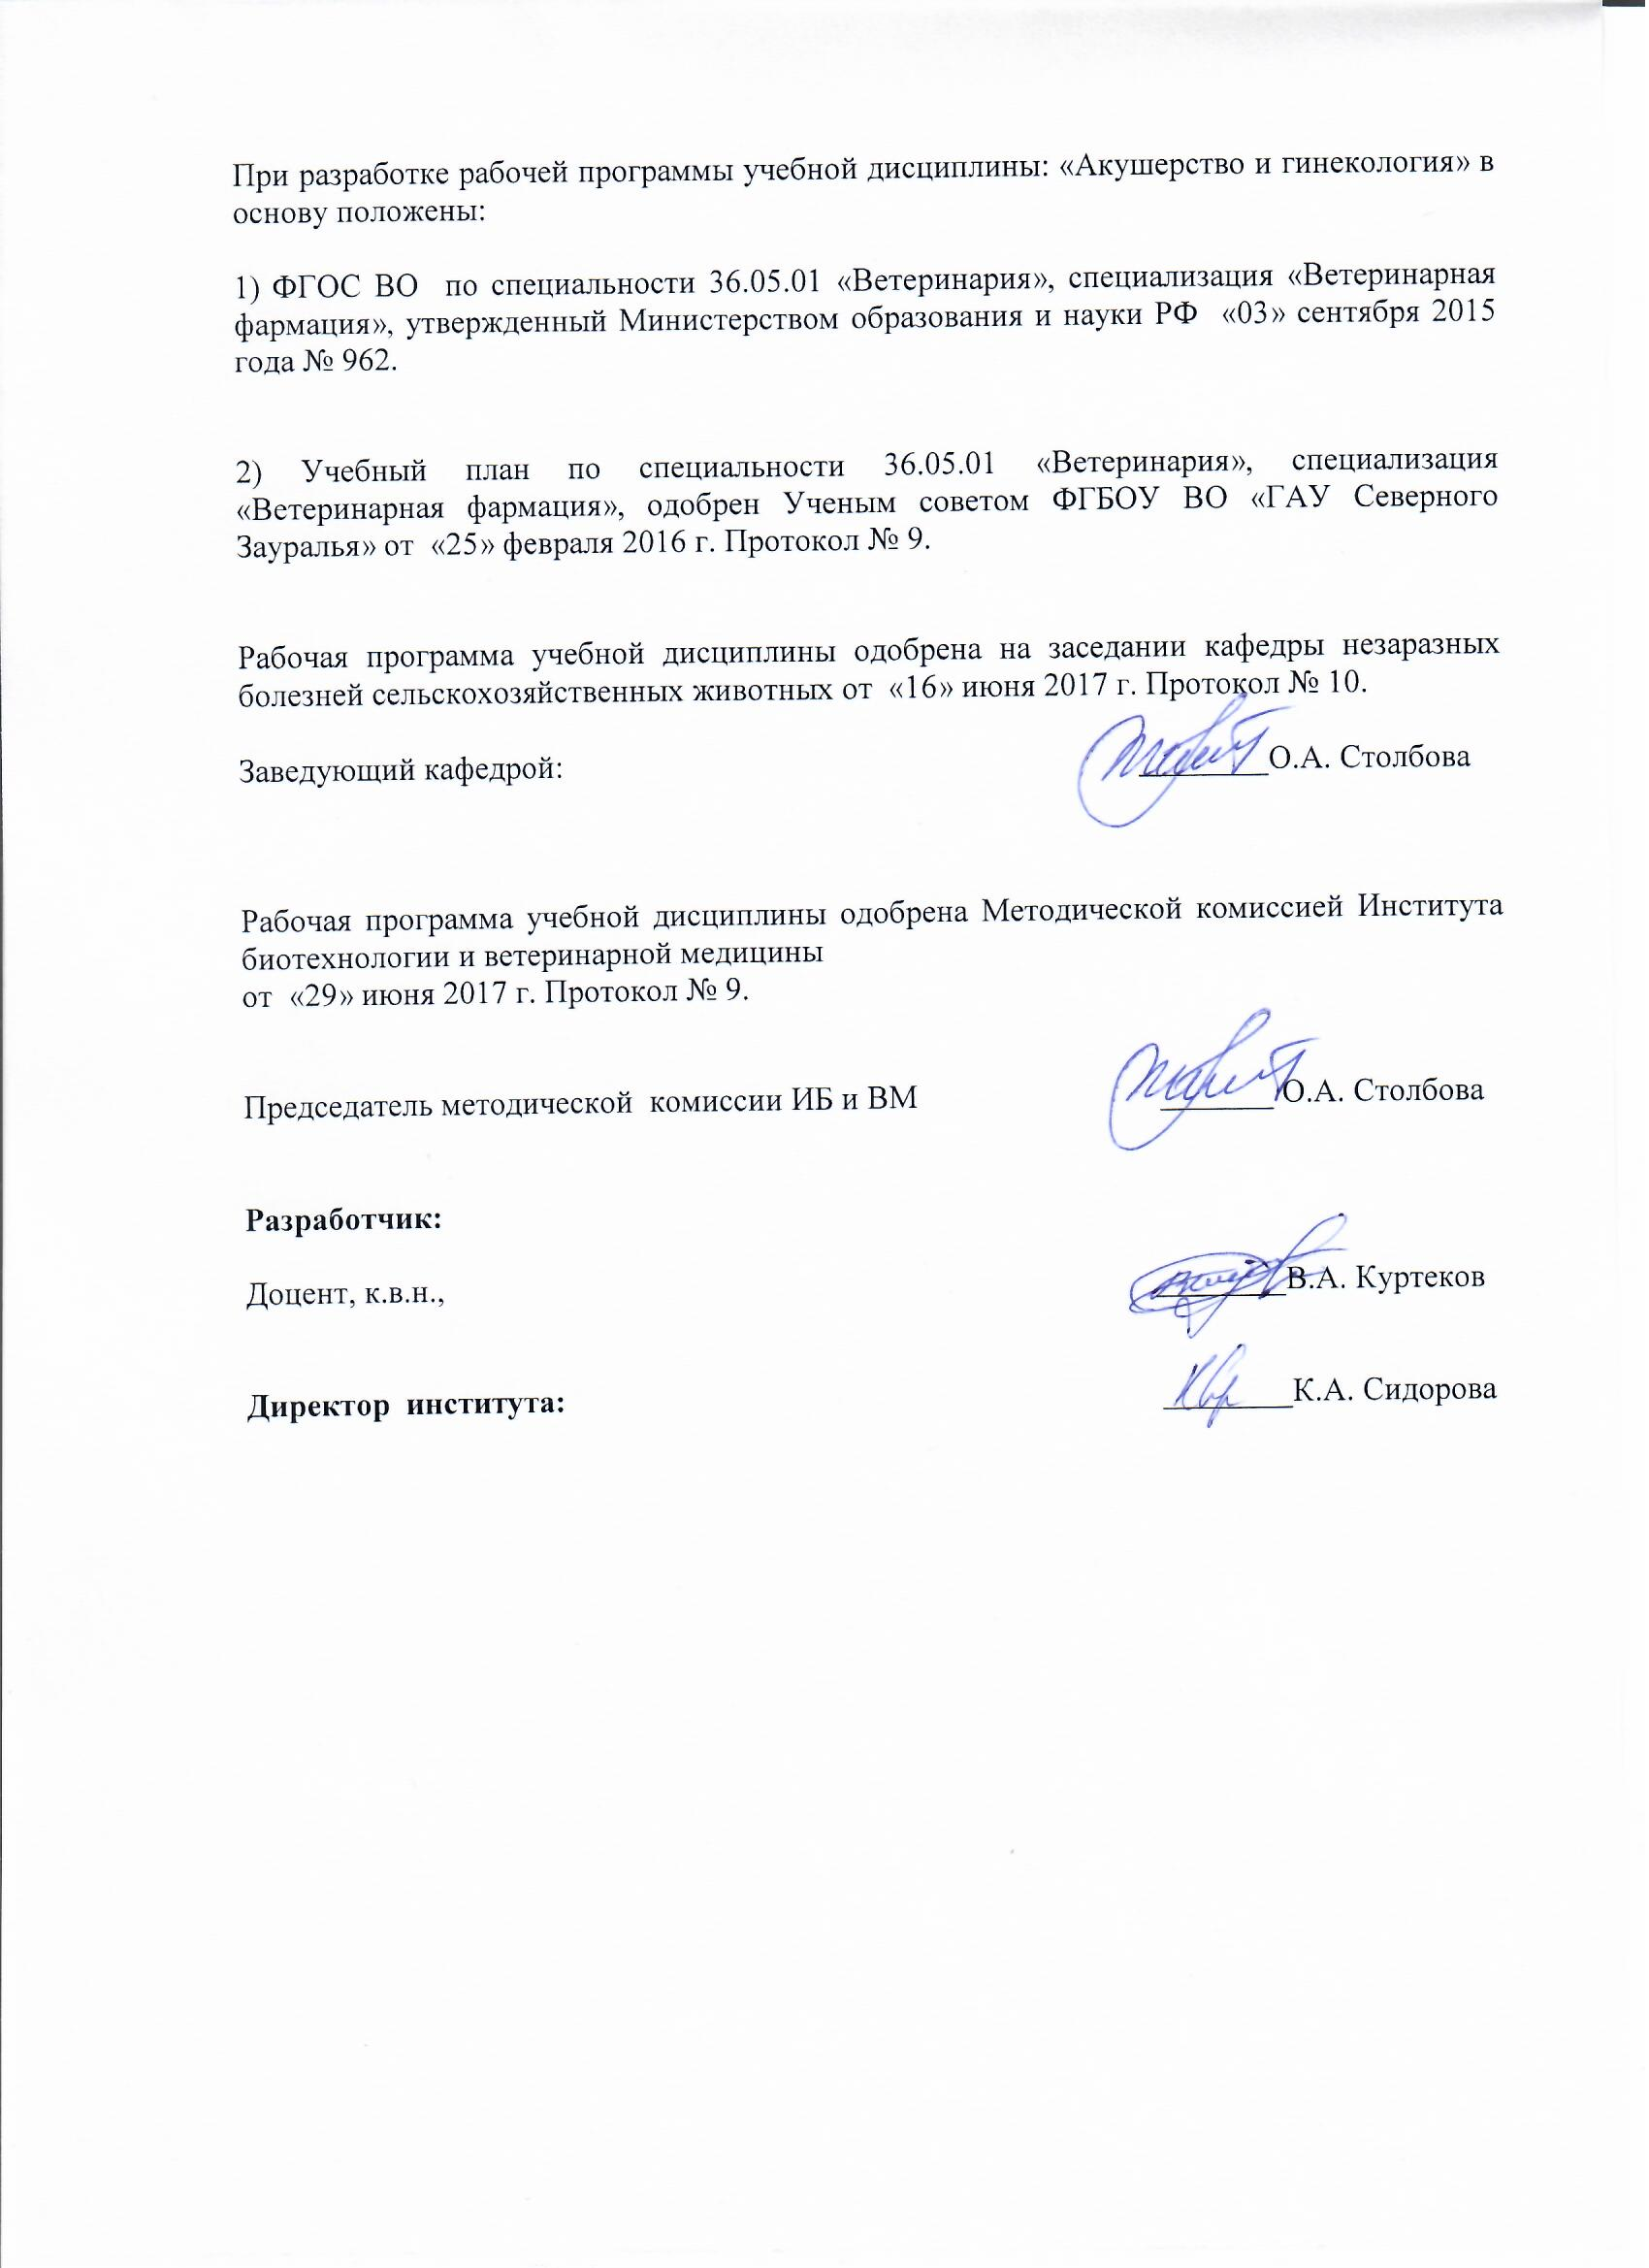 При разработке рабочей программы учебной дисциплины: «Акушерство и гинекология» в
основу положены:
1) ФГОС ВО по специальности 36.05.01 «Ветеринария», специализация «Ветеринарная
фармация», утвержденный Министерством образования и науки РФ «03» сентября 2015
года № 962.
2) Учебный план по специальности 36.05.01 «Ветеринария», специализация
«Ветеринарная фармация», одобрен Ученым советом ФГБОУ ВО «ГАУ Северного
Зауралья» от «25» февраля 2016 г. Протокол № 9.
Рабочая программа учебной дисциплины одобрена на заседании кафедры незаразных
болезней сельскохозяйственных животных от «16» июня 2017 г. Протокол № 10.
Заведующий кафедрой: ________О.А. Столбова
Рабочая программа учебной дисциплины одобрена Методической комиссией Института
биотехнологии и ветеринарной медицины
от «29» июня 2017 г. Протокол № 9.
Председатель методической комиссии ИБ и ВМ _______О.А. Столбова
Разработчик:
Доцент, к.в.н., ________В.А. Куртеков
Директор института: ________К.А. Сидорова